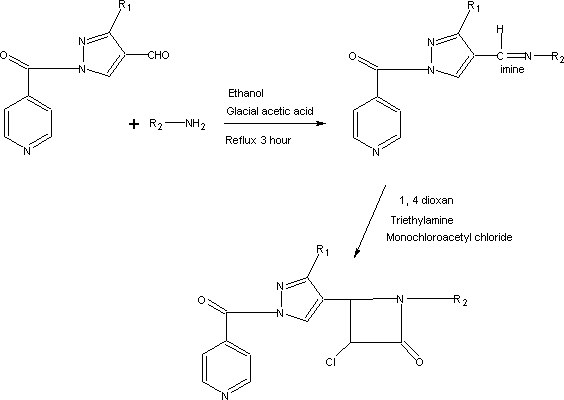 R1
O
N
N
CHO
N
+ R2 NH2
Ethanol
Glacial acetic acid
Reflux 3 hour
R1
H
O
N
N
N R2
imine
N
1, 4 dioxan
Triethylamine
Monochloroacetyl chloride
R1
O
N
N
N R2
Cl
O
N